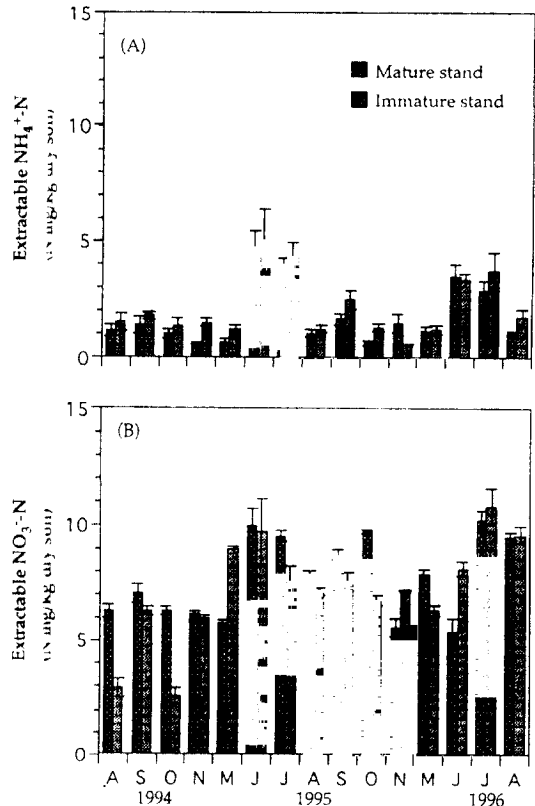 15
(A)
Mature stand
Immature stand
10
5
0
Extractable NH₄⁺-N
15
(B)
10
5
0
Extractable NO₃⁻-N
A S O N M J J A S O N M J J A
1994 1995 1996